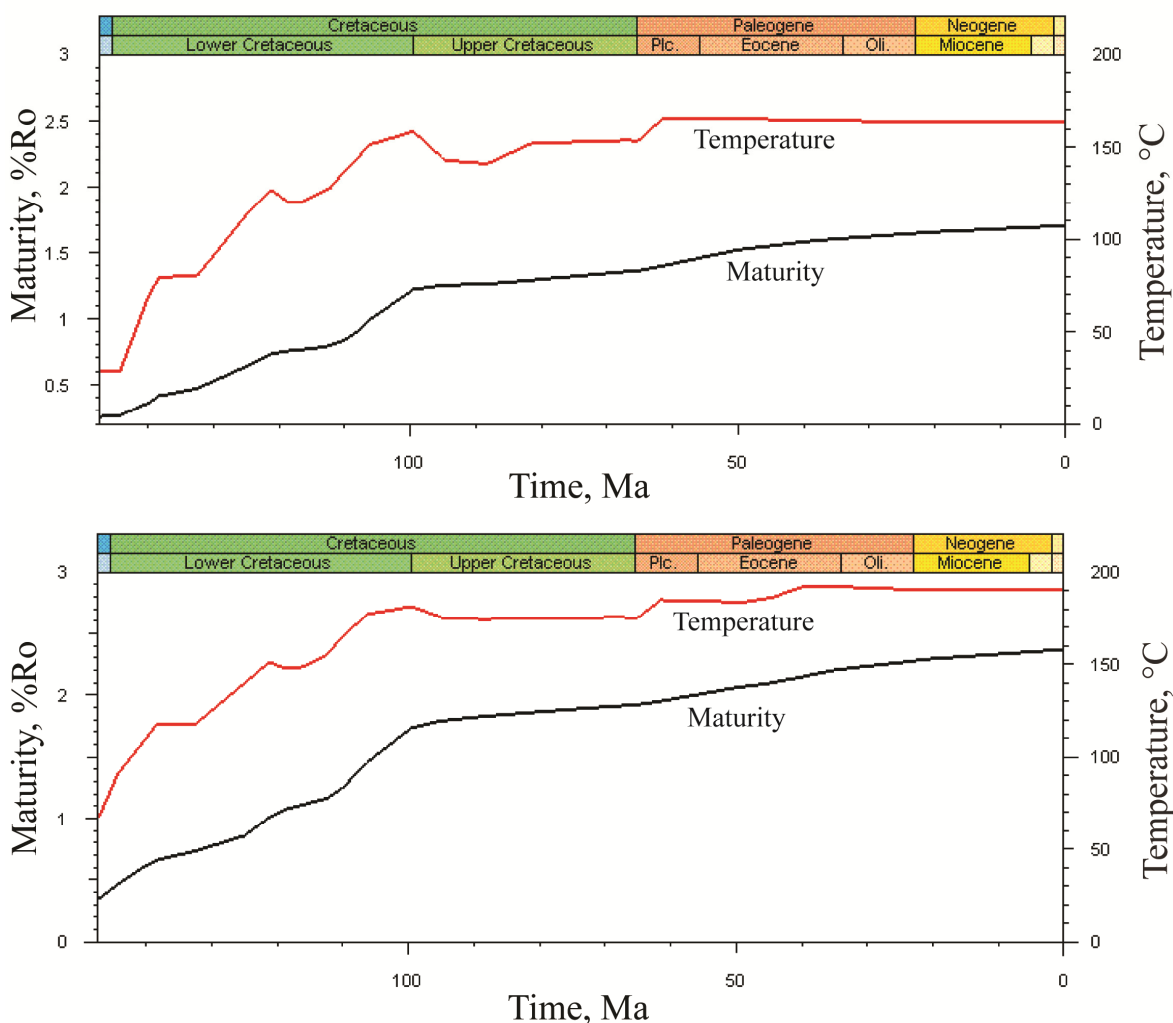 Cretaceous Paleogene Neogene
Lower Cretaceous Upper Cretaceous Plc. Eocene Oli. Miocene
3 200
2.5 Temperature 150
2
1.5 Maturity 100
1 50
0.5
0
100 50 0
Maturity, %Ro
Temperature, °C
Time, Ma
Cretaceous Paleogene Neogene
Lower Cretaceous Upper Cretaceous Plc. Eocene Oli. Miocene
3 200
Temperature
2 150
Maturity
100
1
50
0 0
100 50 0
Maturity, %Ro
Temperature, °C
Time, Ma